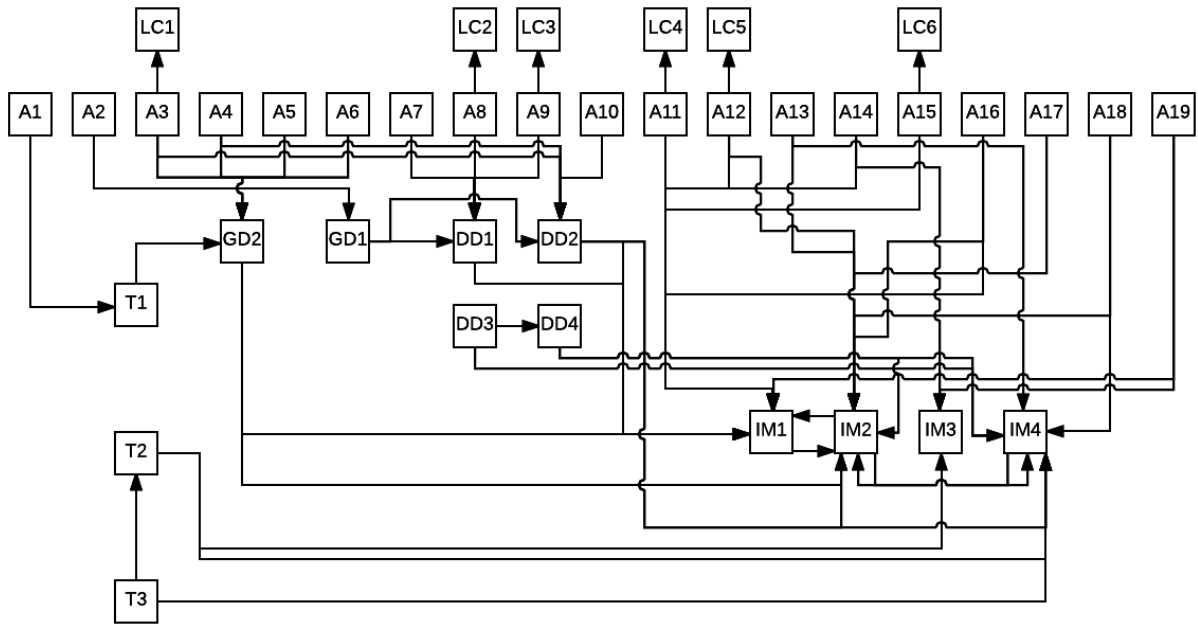 LC1 LC2 LC3 LC4 LC5 LC6
A1 A2 A3 A4 A5 A6 A7 A8 A9 A10 A11 A12 A13 A14 A15 A16 A17 A18 A19
GD2 GD1 DD1 DD2
T1
DD3 DD4
IM1 IM2 IM3 IM4
T2
T3